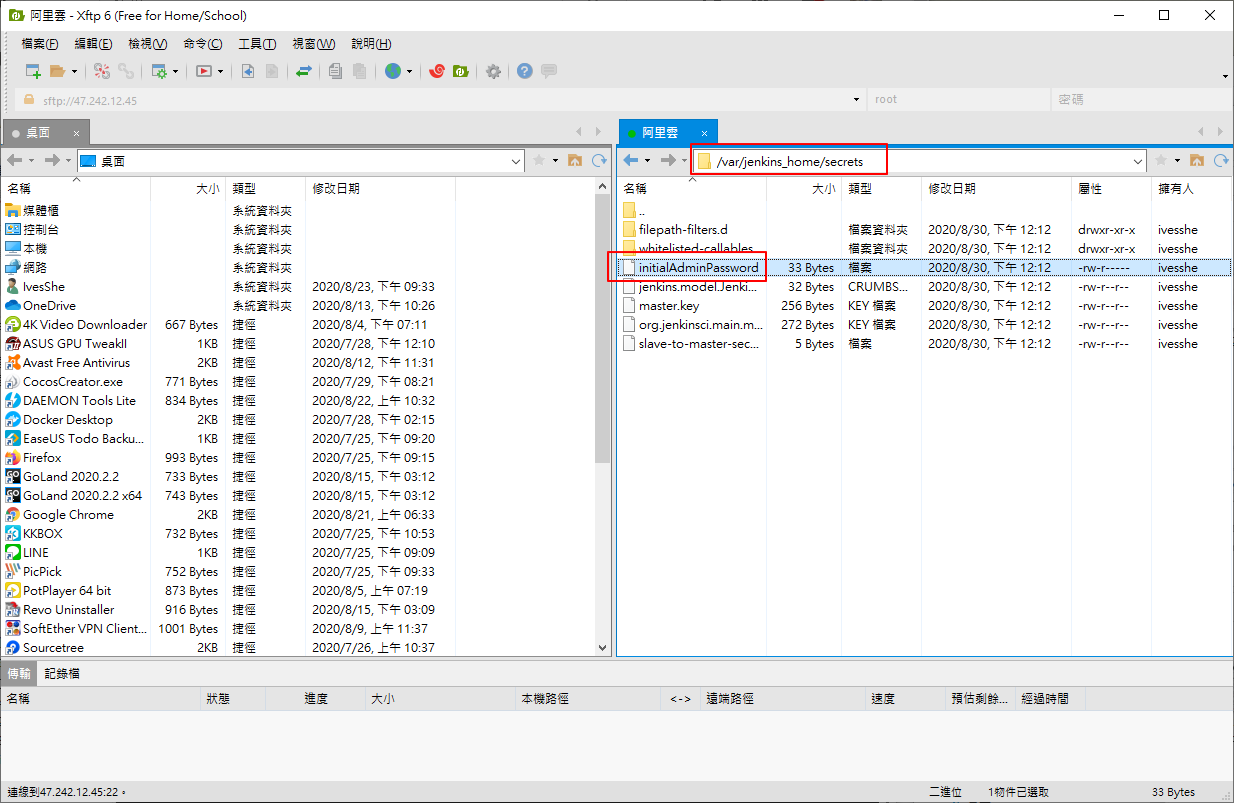 阿里雲 - Xftp 6 (Free for Home/School)
檔案(F) 編輯(E) 檢視(V) 命令(C) 工具(T) 視窗(W) 說明(H)
sftp://47.242.12.45 root 密碼
桌面 × 阿里雲 ×
桌面 /var/jenkins_home/secrets
名稱 大小 類型 修改日期
媒體櫃 系統資料夾
控制台 系統資料夾
本機 系統資料夾
網路 系統資料夾
IvesShe 系統資料夾 2020/8/23, 下午 09:33
OneDrive 系統資料夾 2020/8/13, 下午 10:26
4K Video Downloader 667 Bytes 捷徑 2020/8/4, 下午 07:11
ASUS GPU TweakII 1KB 捷徑 2020/7/28, 下午 12:10
Avast Free Antivirus 2KB 捷徑 2020/8/12, 下午 11:31
CocosCreator.exe 771 Bytes 捷徑 2020/7/29, 下午 08:21
DAEMON Tools Lite 834 Bytes 捷徑 2020/8/22, 上午 10:32
Docker Desktop 2KB 捷徑 2020/7/28, 下午 02:15
EaseUS Todo Backu... 1KB 捷徑 2020/7/25, 下午 09:20
Firefox 993 Bytes 捷徑 2020/7/25, 下午 09:15
GoLand 2020.2.2 733 Bytes 捷徑 2020/8/15, 下午 03:12
GoLand 2020.2.2 x64 743 Bytes 捷徑 2020/8/15, 下午 03:12
Google Chrome 2KB 捷徑 2020/8/21, 上午 06:33
KKBOX 732 Bytes 捷徑 2020/7/25, 下午 10:53
LINE 1KB 捷徑 2020/7/25, 下午 09:09
PicPick 752 Bytes 捷徑 2020/7/25, 下午 09:33
PotPlayer 64 bit 873 Bytes 捷徑 2020/8/5, 上午 07:19
Revo Uninstaller 916 Bytes 捷徑 2020/8/15, 下午 03:09
SoftEther VPN Client... 1001 Bytes 捷徑 2020/8/9, 上午 11:37
Sourcetree 2KB 捷徑 2020/7/26, 上午 10:37
名稱 大小 類型 修改日期 屬性 擁有人
..
filepath-filters.d 檔案資料夾 2020/8/30, 下午 12:12 drwxr-xr-x ivesshe
whitelisted-callables... 檔案資料夾 2020/8/30, 下午 12:12 drwxr-xr-x ivesshe
initialAdminPassword 33 Bytes 檔案 2020/8/30, 下午 12:12 -rw-r----- ivesshe
jenkins.model.Jenki... 32 Bytes CRUMBS... 2020/8/30, 下午 12:12 -rw-r--r-- ivesshe
master.key 256 Bytes KEY 檔案 2020/8/30, 下午 12:12 -rw-r--r-- ivesshe
org.jenkinsci.main.m... 272 Bytes KEY 檔案 2020/8/30, 下午 12:12 -rw-r--r-- ivesshe
slave-to-master-sec... 5 Bytes 檔案 2020/8/30, 下午 12:12 -rw-r--r-- ivesshe
傳輸 記錄檔
名稱 狀態 進度 大小 本機路徑 <-> 遠端路徑 速度 預估剩餘... 經過時間
連線到47.242.12.45:22。 二進位 1物件已選取 33 Bytes